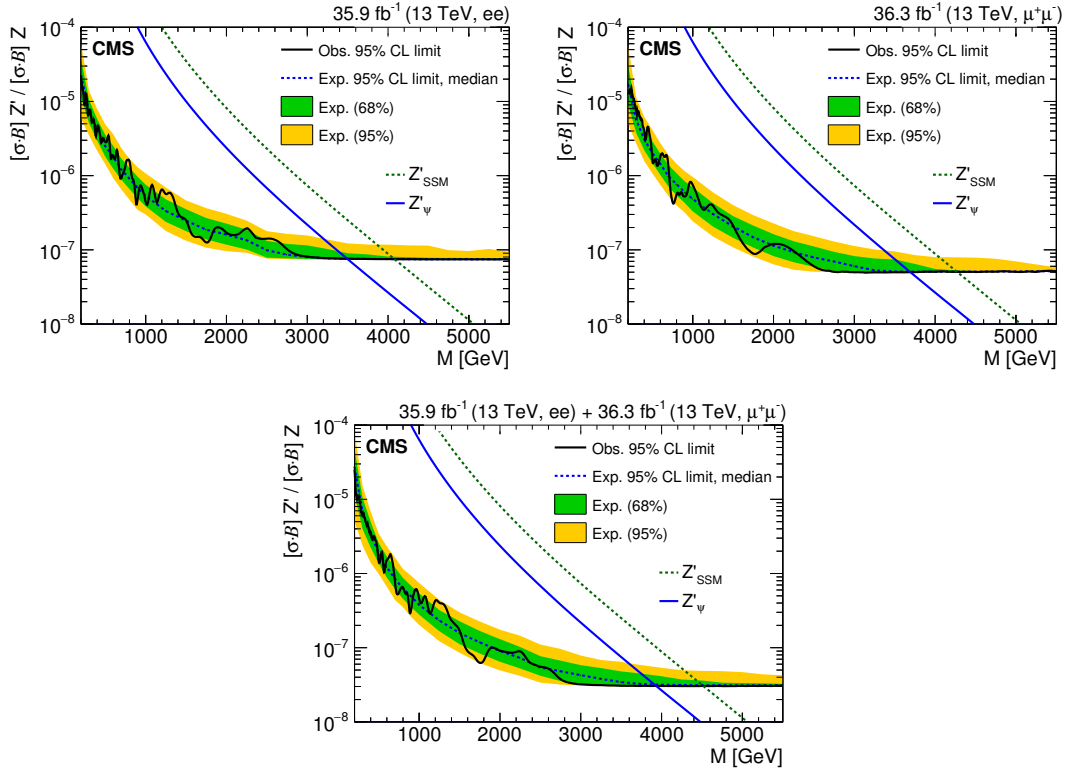 35.9 fb⁻¹ (13 TeV, ee)
CMS
Obs. 95% CL limit
Exp. 95% CL limit, median
Exp. (68%)
Exp. (95%)
Z'SSM
Z'ψ
[σ·B] Z' / [σ·B] Z
10⁻⁴
10⁻⁵
10⁻⁶
10⁻⁷
10⁻⁸
1000 2000 3000 4000 5000
M [GeV]
36.3 fb⁻¹ (13 TeV, μ⁺μ⁻)
CMS
Obs. 95% CL limit
Exp. 95% CL limit, median
Exp. (68%)
Exp. (95%)
Z'SSM
Z'ψ
[σ·B] Z' / [σ·B] Z
10⁻⁴
10⁻⁵
10⁻⁶
10⁻⁷
10⁻⁸
1000 2000 3000 4000 5000
M [GeV]
35.9 fb⁻¹ (13 TeV, ee) + 36.3 fb⁻¹ (13 TeV, μ⁺μ⁻)
CMS
Obs. 95% CL limit
Exp. 95% CL limit, median
Exp. (68%)
Exp. (95%)
Z'SSM
Z'ψ
[σ·B] Z' / [σ·B] Z
10⁻⁴
10⁻⁵
10⁻⁶
10⁻⁷
10⁻⁸
1000 2000 3000 4000 5000
M [GeV]